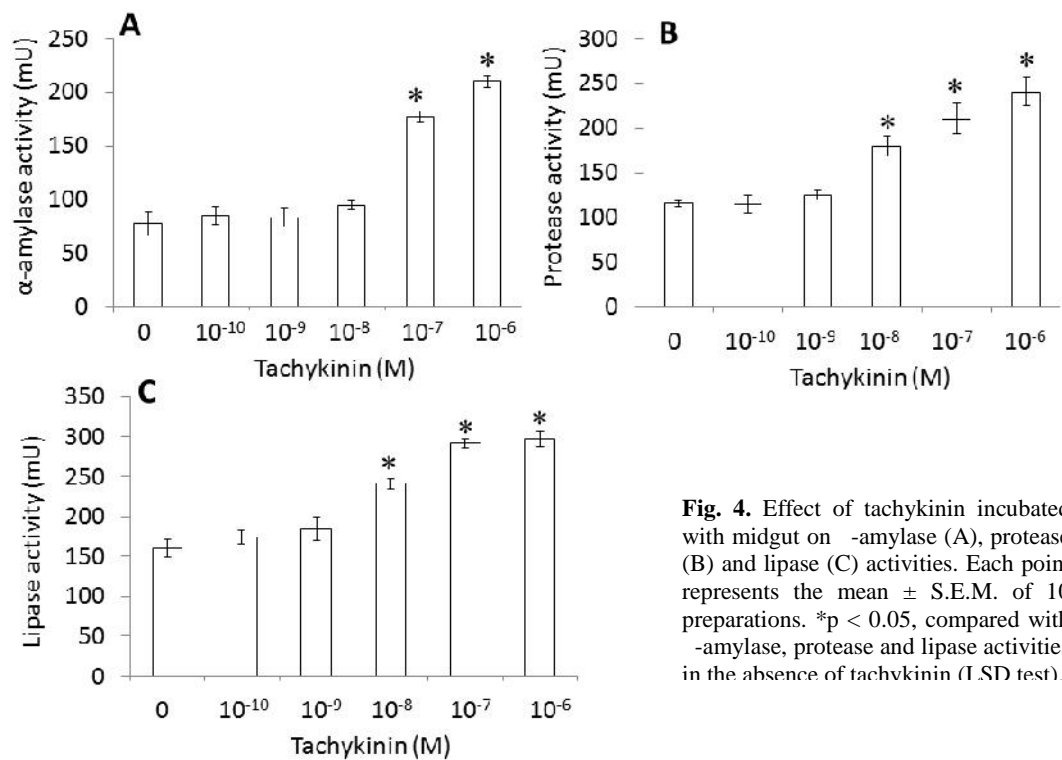 A
α-amylase activity (mU)
250
200
150
100
50
0
* *
0 10⁻¹⁰ 10⁻⁹ 10⁻⁸ 10⁻⁷ 10⁻⁶
Tachykinin (M)
B
Protease activity (mU)
300
250
200
150
100
50
0
* * *
0 10⁻¹⁰ 10⁻⁹ 10⁻⁸ 10⁻⁷ 10⁻⁶
Tachykinin (M)
C
Lipase activity (mU)
350
300
250
200
150
100
50
0
* * *
0 10⁻¹⁰ 10⁻⁹ 10⁻⁸ 10⁻⁷ 10⁻⁶
Tachykinin (M)
Fig. 4. Effect of tachykinin incubated
with midgut on -amylase (A), protease
(B) and lipase (C) activities. Each poin
represents the mean ± S.E.M. of 10
preparations. *p < 0.05, compared with
-amylase, protease and lipase activitie
in the absence of tachykinin (LSD test).